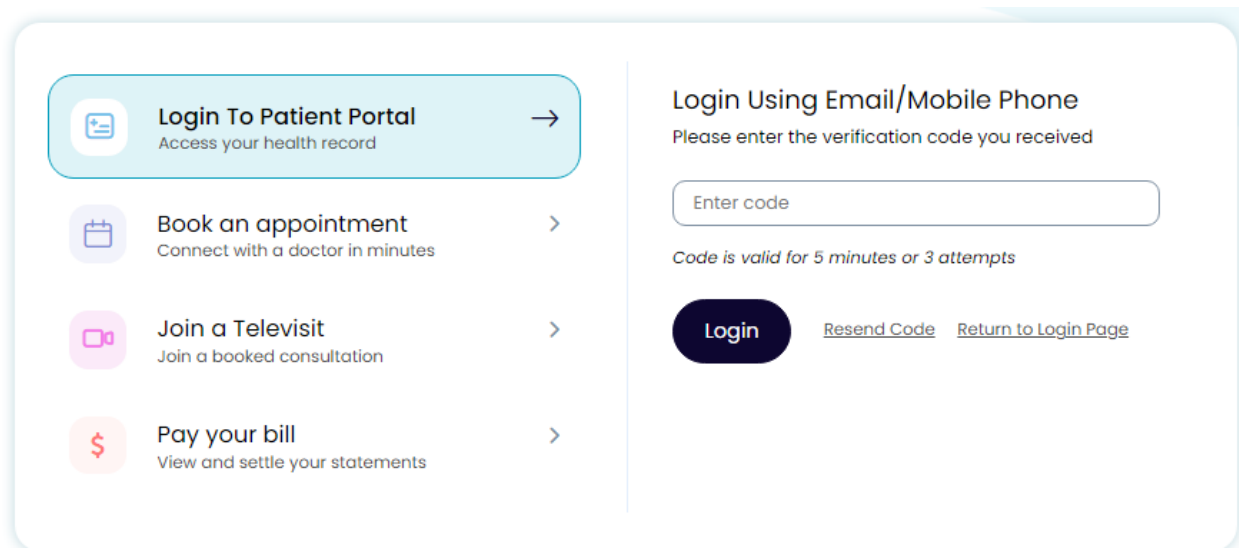 Login To Patient Portal
Access your health record
Book an appointment
Connect with a doctor in minutes
Join a Televisit
Join a booked consultation
Pay your bill
View and settle your statements
Login Using Email/Mobile Phone
Please enter the verification code you received
Enter code
Code is valid for 5 minutes or 3 attempts
Login Resend Code Return to Login Page